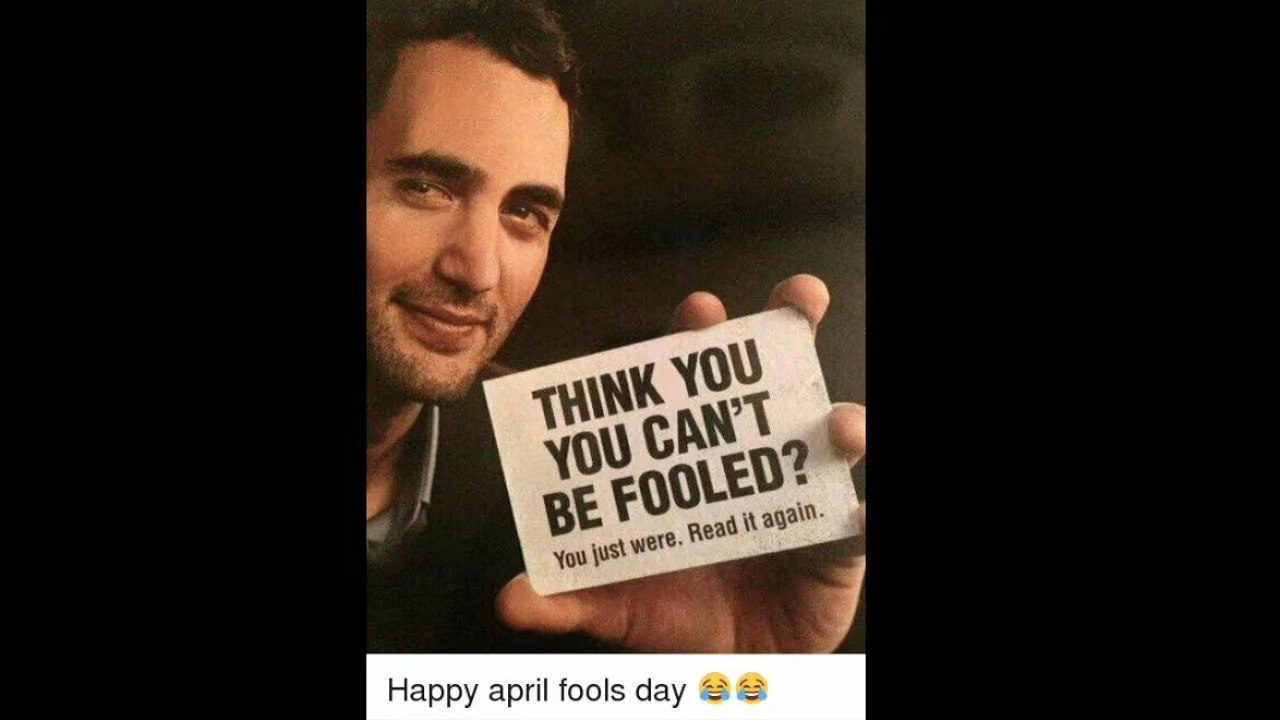 THINK YOU
YOU CAN'T
BE FOOLED?
You just were. Read it again.
Happy april fools day 😂😂